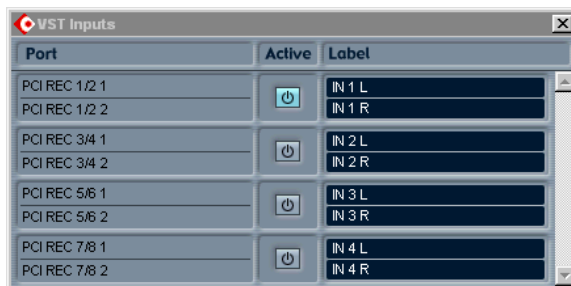 VST Inputs
Port Active Label
PCI REC 1/2 1 IN 1 L
PCI REC 1/2 2 IN 1 R
PCI REC 3/4 1 IN 2 L
PCI REC 3/4 2 IN 2 R
PCI REC 5/6 1 IN 3 L
PCI REC 5/6 2 IN 3 R
PCI REC 7/8 1 IN 4 L
PCI REC 7/8 2 IN 4 R